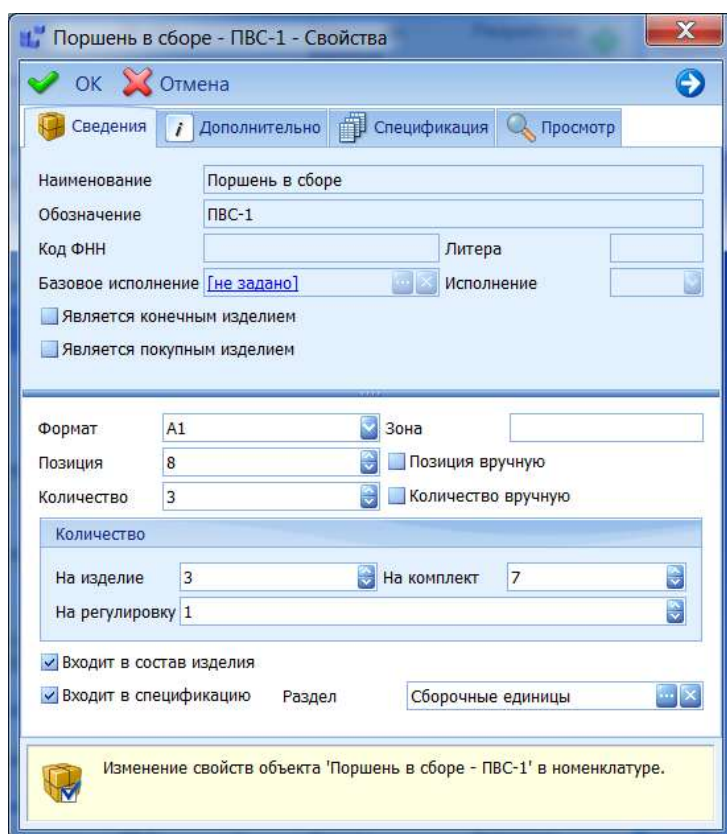 Поршень в сборе - ПВС-1 - Свойства
ОК Отмена
Сведения Дополнительно Спецификация Просмотр
Наименование Поршень в сборе
Обозначение ПВС-1
Код ФНН Литера
Базовое исполнение [не задано] Исполнение
Является конечным изделием
Является покупным изделием
Формат А1 Зона
Позиция 8 Позиция вручную
Количество 3 Количество вручную
Количество
На изделие 3 На комплект 7
На регулировку 1
Входит в состав изделия
Входит в спецификацию Раздел Сборочные единицы
Изменение свойств объекта 'Поршень в сборе - ПВС-1' в номенклатуре.